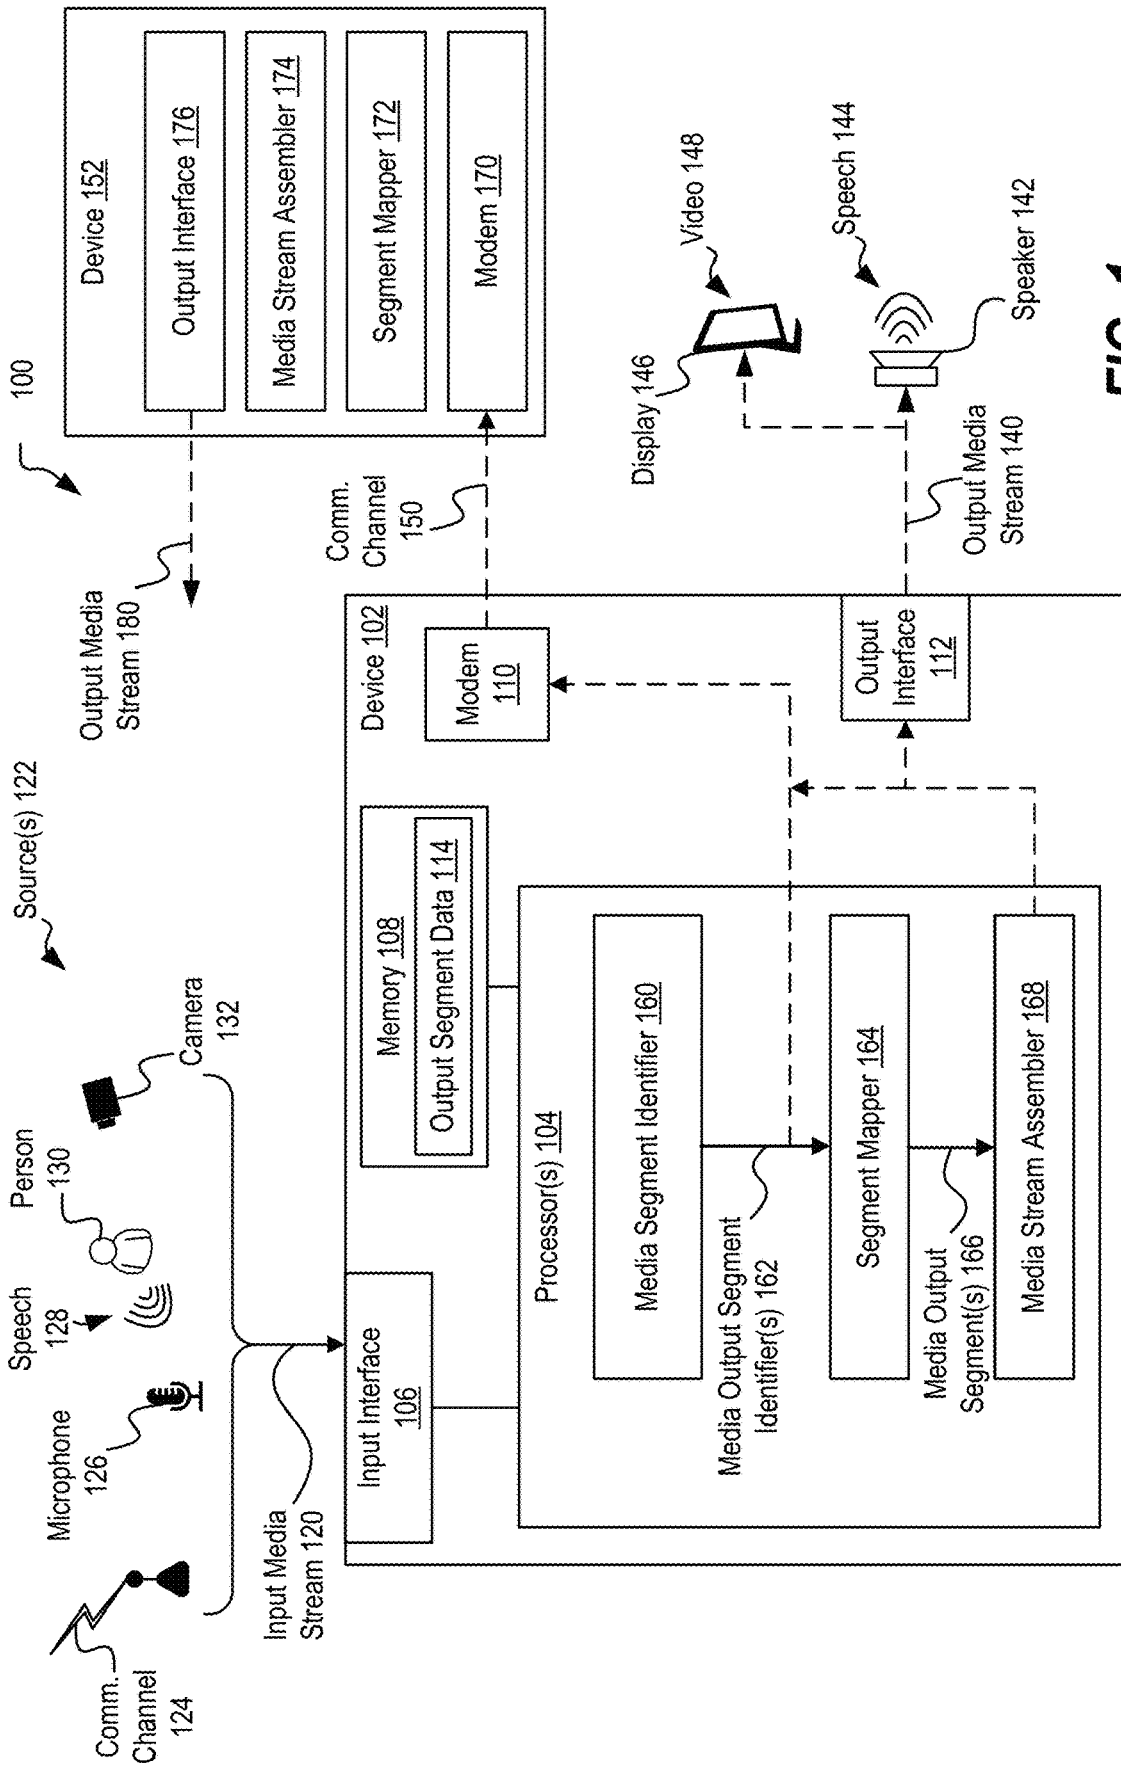 100
Source(s) 122
Comm.
Channel
124
Microphone
126
Speech
128
Person
130
Camera
132
Input Media
Stream 120
Output Media
Stream 180
Device 152
Output Interface 176
Media Stream Assembler 174
Segment Mapper 172
Modem 170
Comm.
Channel
150
Device 102
Input Interface
106
Memory 108
Output Segment Data 114
Modem
110
Processor(s) 104
Media Segment Identifier 160
Media Output Segment
Identifier(s) 162
Segment Mapper 164
Media Output
Segment(s) 166
Media Stream Assembler 168
Output
Interface
112
Output Media
Stream 140
Display 146
Video 148
Speech 144
Speaker 142
FIG. 1